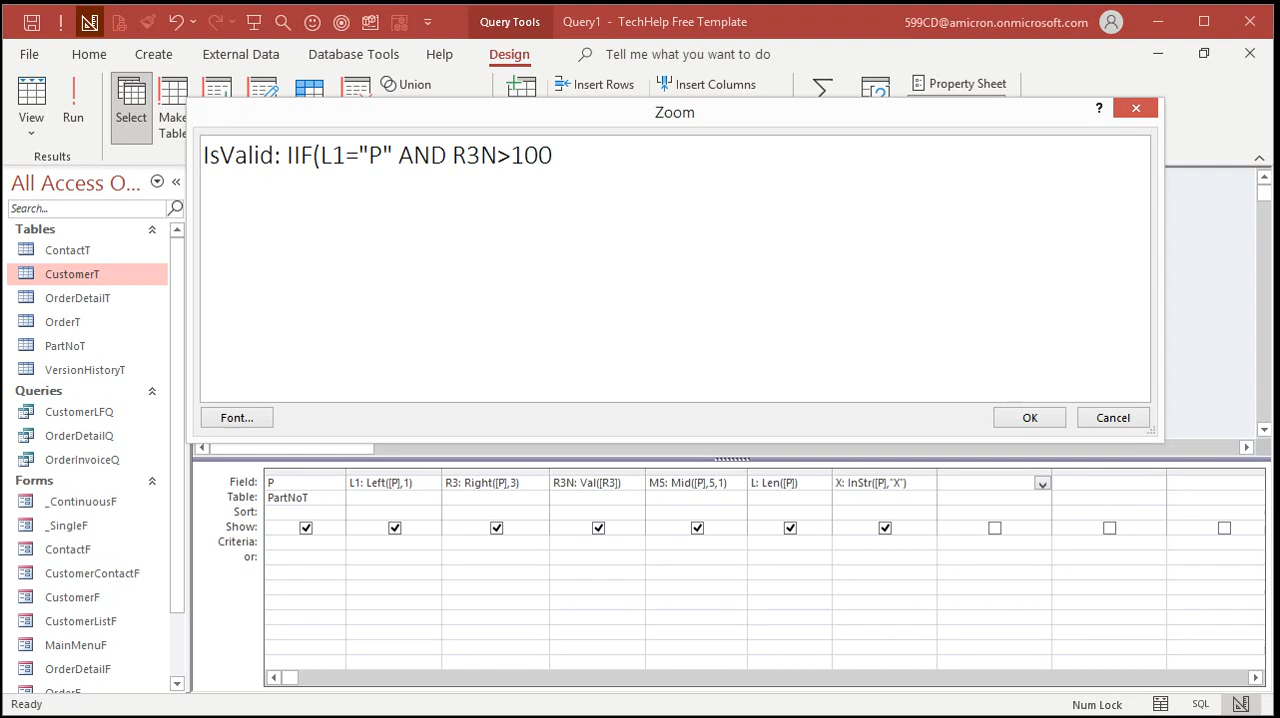 Query Tools
Query1 - TechHelp Free Template
599CD@amicron.onmicrosoft.com
File Home Create External Data Database Tools Help Design Tell me what you want to do
View
Run
Select
Make
Table
Union
Insert Rows
Insert Columns
Property Sheet
Results
Zoom
?
IsValid: IIF(L1="P" AND R3N>100
Font...
OK
Cancel
All Access O...
Search...
Tables
ContactT
CustomerT
OrderDetailT
OrderT
PartNoT
VersionHistoryT
Queries
CustomerLFQ
OrderDetailQ
OrderInvoiceQ
Forms
_ContinuousF
_SingleF
ContactF
CustomerContactF
CustomerF
CustomerListF
MainMenuF
OrderDetailF
OrderF
Field: P L1: Left([P],1) R3: Right([P],3) R3N: Val([R3]) M5: Mid([P],5,1) L: Len([P]) X: InStr([P],"X")
Table: PartNoT
Sort:
Show:
Criteria:
or:
Ready
Num Lock
SQL